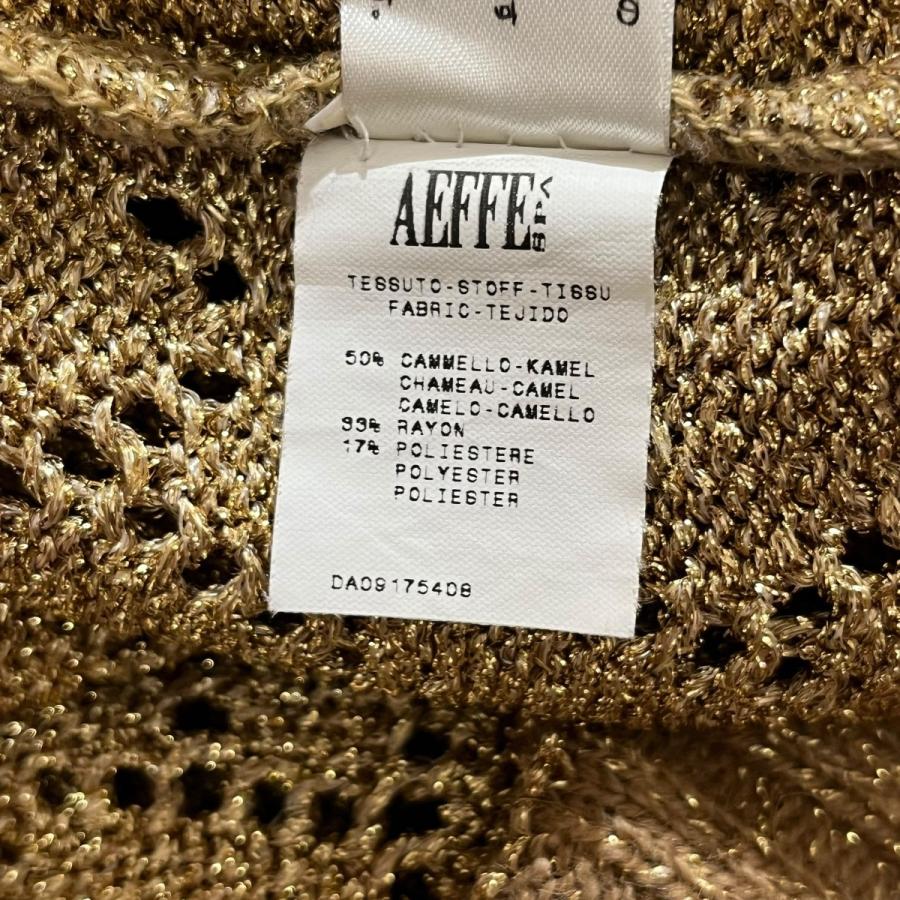 AEFFE SPA
TESSUTO-STOFF-TISSU
FABRIC-TEJIDO
50% CAMMELLO-KAMEL
CHAMEAU-CAMEL
CAMELO-CAMELLO
33% RAYON
17% POLIESTERE
POLYESTER
POLIESTER
DA09175408